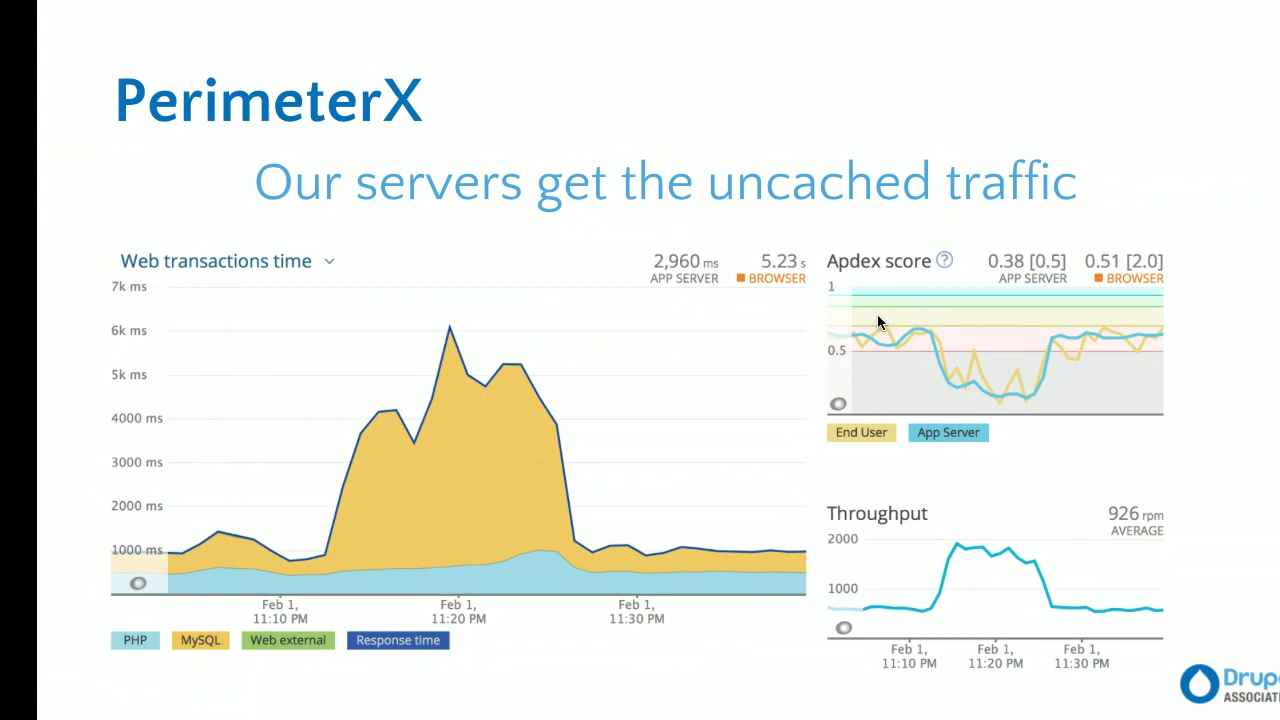 PerimeterX
Our servers get the uncached traffic
Web transactions time
2,960 ms
APP SERVER
5.23 s
BROWSER
7k ms
6k ms
5k ms
4000 ms
3000 ms
2000 ms
1000 ms
Feb 1,
11:10 PM
Feb 1,
11:20 PM
Feb 1,
11:30 PM
PHP
MySQL
Web external
Response time
Apdex score ?
0.38 [0.5]
APP SERVER
0.51 [2.0]
BROWSER
1
0.5
End User
App Server
Throughput
926 rpm
AVERAGE
2000
1000
Feb 1,
11:10 PM
Feb 1,
11:20 PM
Feb 1,
11:30 PM
Drup
ASSOCIAT